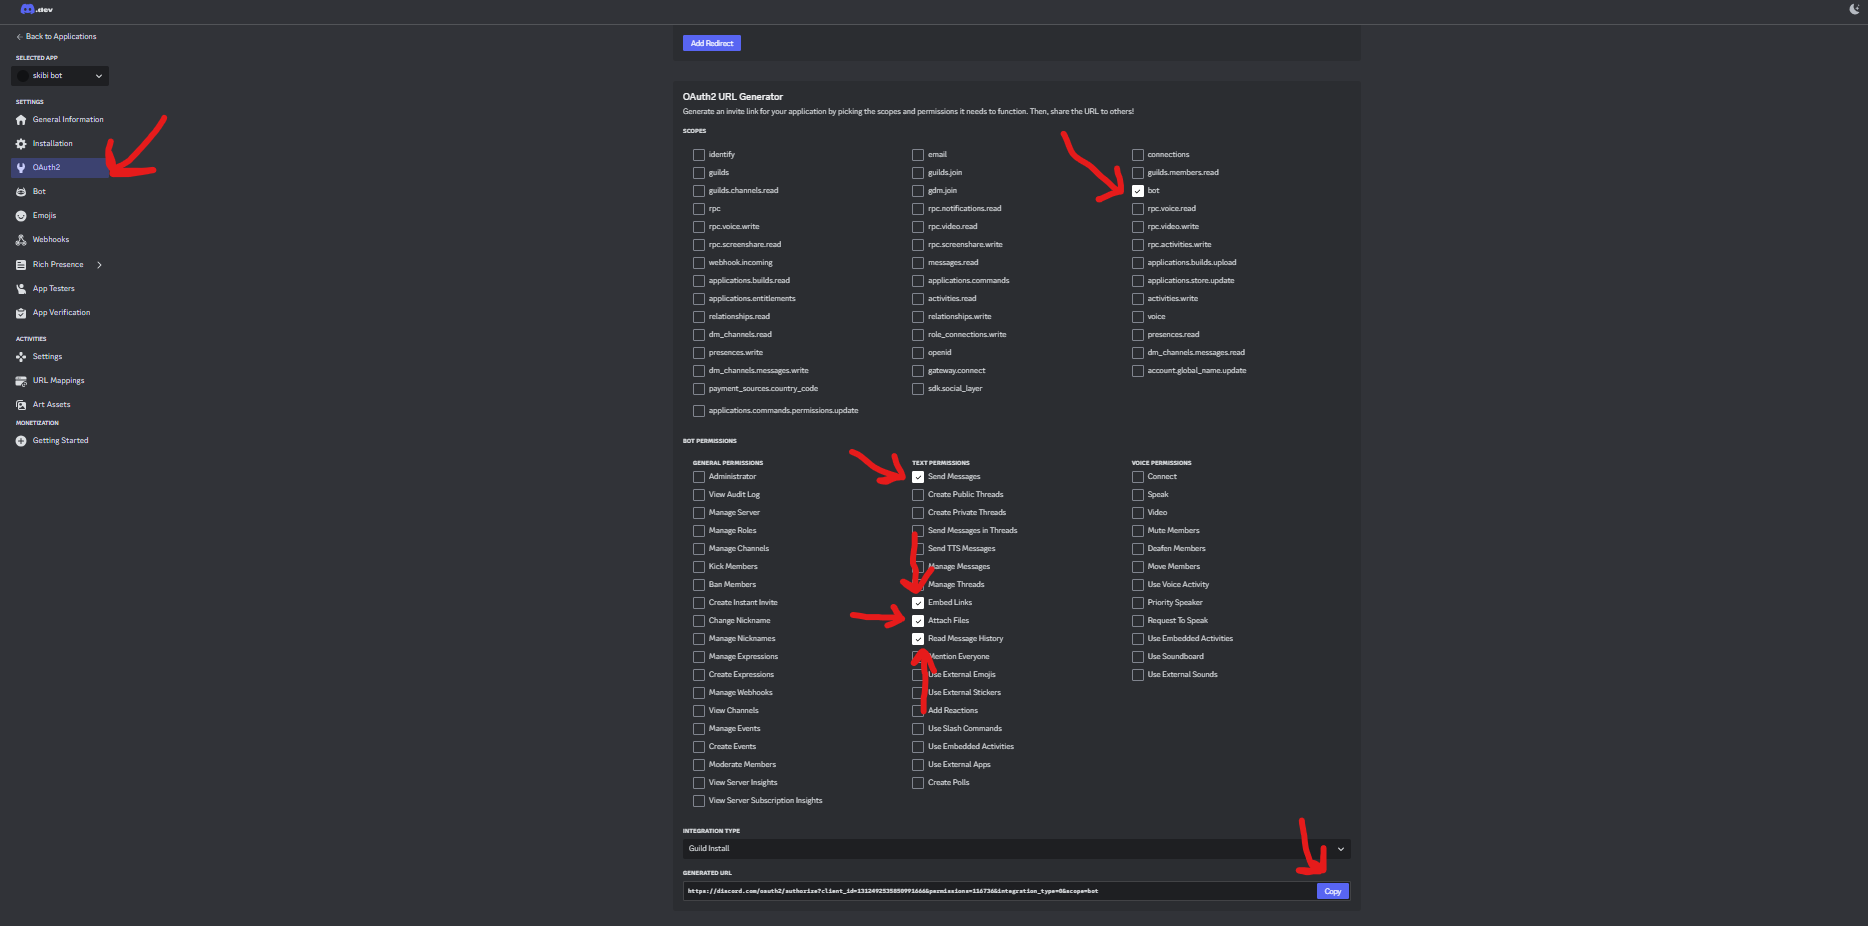 .dev
Back to Applications
SELECTED APP
skibi bot
SETTINGS
General Information
Installation
OAuth2
Bot
Emojis
Webhooks
Rich Presence
App Testers
App Verification
ACTIVITIES
Settings
URL Mappings
Art Assets
MONETIZATION
Getting Started
Add Redirect
OAuth2 URL Generator
Generate an invite link for your application by picking the scopes and permissions it needs to function. Then, share the URL to others!
SCOPES
identify email connections
guilds guilds.join guilds.members.read
guilds.channels.read gdm.join bot
rpc rpc.notifications.read rpc.voice.read
rpc.voice.write rpc.video.read rpc.video.write
rpc.screenshare.read rpc.screenshare.write rpc.activities.write
webhook.incoming messages.read applications.builds.upload
applications.builds.read applications.commands applications.store.update
applications.entitlements activities.read activities.write
relationships.read relationships.write voice
dm_channels.read role_connections.write presences.read
presences.write openid dm_channels.messages.read
dm_channels.messages.write gateway.connect account.global_name.update
payment_sources.country_code sdk.social_layer
applications.commands.permissions.update
BOT PERMISSIONS
GENERAL PERMISSIONS
Administrator
View Audit Log
Manage Server
Manage Roles
Manage Channels
Kick Members
Ban Members
Create Instant Invite
Change Nickname
Manage Nicknames
Manage Expressions
Create Expressions
Manage Webhooks
View Channels
Manage Events
Create Events
Moderate Members
View Server Insights
View Server Subscription Insights
TEXT PERMISSIONS
Send Messages
Create Public Threads
Create Private Threads
Send Messages in Threads
Send TTS Messages
Manage Messages
Manage Threads
Embed Links
Attach Files
Read Message History
Mention Everyone
Use External Emojis
Use External Stickers
Add Reactions
Use Slash Commands
Use Embedded Activities
Use External Apps
Create Polls
VOICE PERMISSIONS
Connect
Speak
Video
Mute Members
Deafen Members
Move Members
Use Voice Activity
Priority Speaker
Request To Speak
Use Embedded Activities
Use Soundboard
Use External Sounds
INTEGRATION TYPE
Guild Install
GENERATED URL
https://discord.com/oauth2/authorize?client_id=1312492535850991666&permissions=116736&integration_type=0&scope=bot
Copy